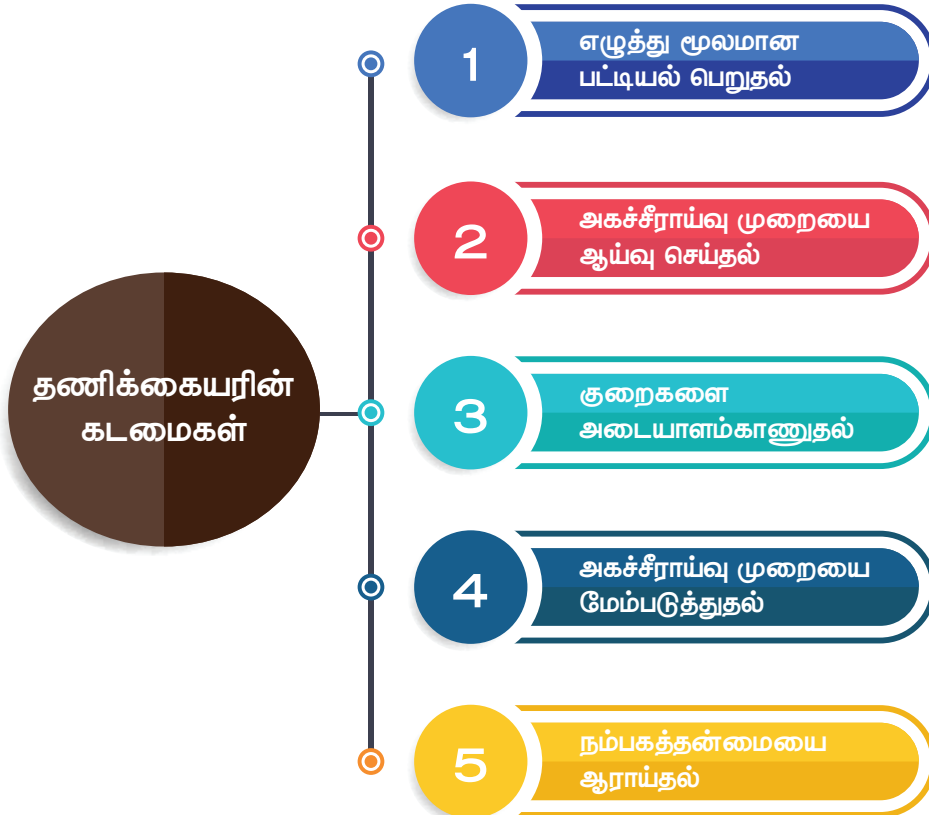 1
எழுத்து மூலமான
பட்டியல் பெறுதல்
2
அகச்சீராய்வு முறையை
ஆய்வு செய்தல்
தணிக்கையரின்
கடமைகள்
3
குறைகளை
அடையாளம்காணுதல்
4
அகச்சீராய்வு முறையை
மேம்படுத்துதல்
5
நம்பகத்தன்மையை
ஆராய்தல்